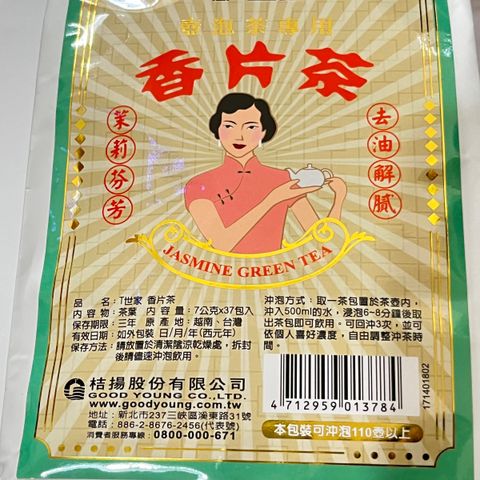 壺泡茶專用
香片茶
茉莉芬芳
去油解膩
JASMINE GREEN TEA
品　　名：T世家 香片茶
內 容 物：茶葉　內容量：7公克x37包入
保存期限：三年　原 產 地：越南、台灣
有效日期：如外包裝 日/月/年(西元年)
保存方法：請放置於清潔陰涼乾燥處，拆封
後請儘速沖泡飲用。
沖泡方式：取一茶包置於茶壺內，
沖入500ml的水，浸泡6~8分鐘後取
出茶包即可飲用。可回沖3次，並可
依個人喜好濃度，自由調整沖茶時
間。
桔揚股份有限公司
GOOD YOUNG CO.,LTD.
www.goodyoung.com.tw
地址：新北市237三峽區溪東路31號
電話：886-2-8676-2456(代表號)
消費者服務專線：0800-000-671
4 712959 013784
171401802
本包裝可沖泡110壺以上